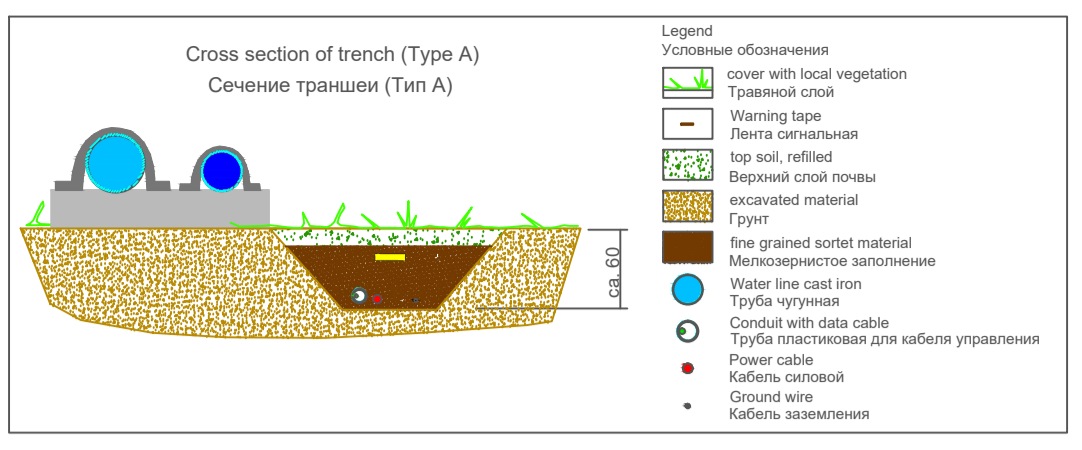 Cross section of trench (Type A)
Сечение траншеи (Тип А)
ca. 60
Legend
Условные обозначения
cover with local vegetation
Травяной слой
Warning tape
Лента сигнальная
top soil, refilled
Верхний слой почвы
excavated material
Грунт
fine grained sortet material
Мелкозернистое заполнение
Water line cast iron
Труба чугунная
Conduit with data cable
Труба пластиковая для кабеля управления
Power cable
Кабель силовой
Ground wire
Кабель заземления